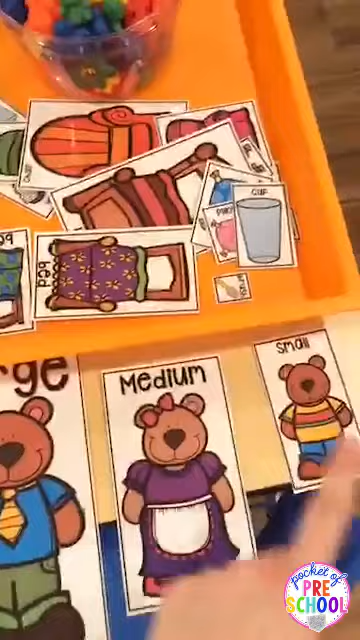 cup
bed
rge
Medium
Small
pocket of
PRE
SCHOOL